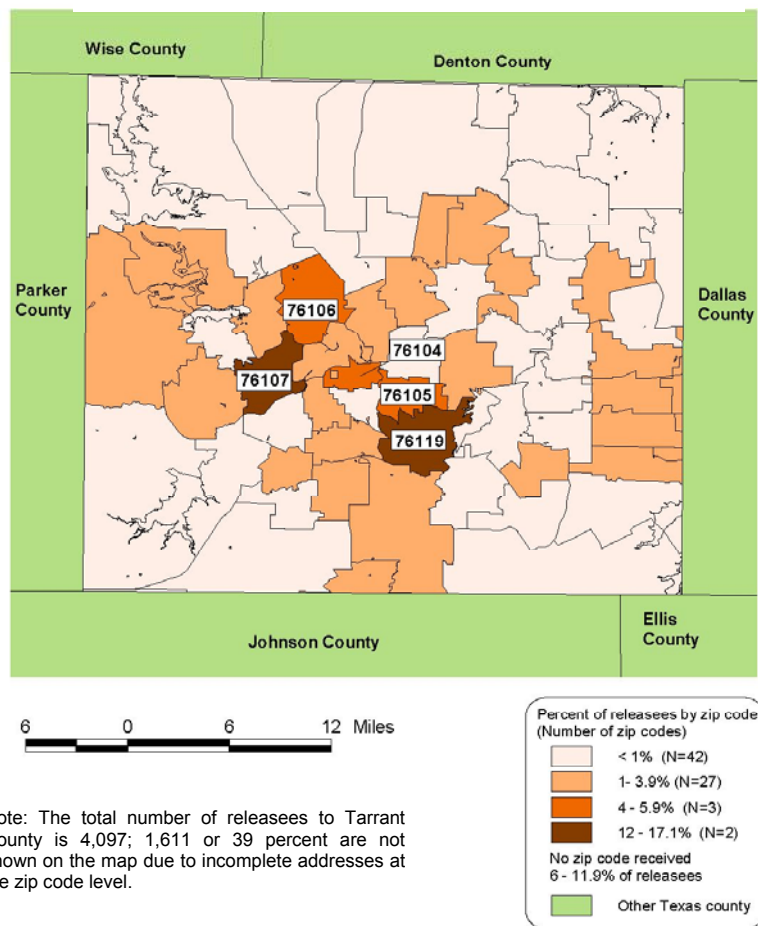 Wise County
Denton County
Parker
County
Dallas
County
76106
76104
76107
76105
76119
Johnson County
Ellis
County
6 0 6 12 Miles
Percent of releasees by zip code
(Number of zip codes)
< 1% (N=42)
1- 3.9% (N=27)
4 - 5.9% (N=3)
12 - 17.1% (N=2)
No zip code received
6 - 11.9% of releasees
Other Texas county
ote: The total number of releasees to Tarrant
ounty is 4,097; 1,611 or 39 percent are not
hown on the map due to incomplete addresses at
e zip code level.